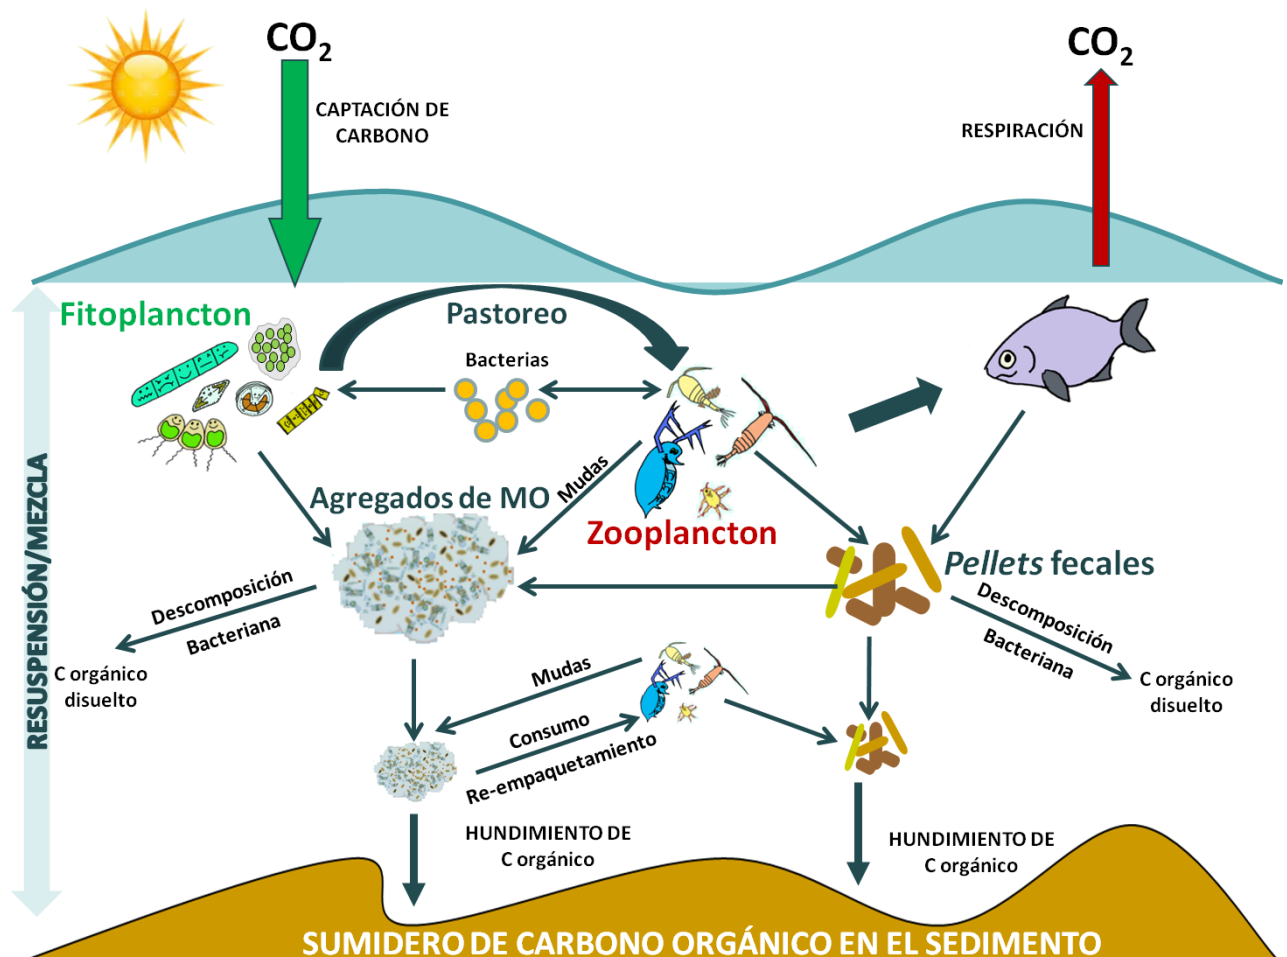 CO2
CAPTACIÓN DE
CARBONO
CO2
RESPIRACIÓN
Fitoplancton
Pastoreo
Bacterias
Mudas
Agregados de MO
Zooplancton
Pellets fecales
Descomposición
Bacteriana
C orgánico
disuelto
Descomposición
Bacteriana
C orgánico
disuelto
Mudas
Consumo
Re-empaquetamiento
HUNDIMIENTO DE
C orgánico
HUNDIMIENTO DE
C orgánico
RESUSPENSIÓN/MEZCLA
SUMIDERO DE CARBONO ORGÁNICO EN EL SEDIMENTO